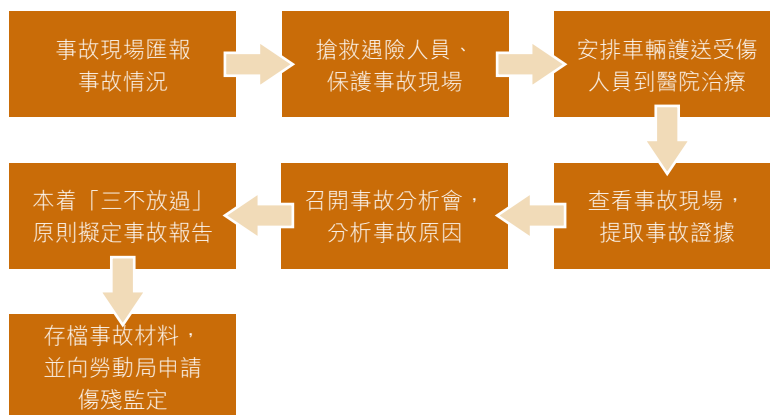 事故現場匯報
事故情況
搶救遇險人員、
保護事故現場
安排車輛護送受傷
人員到醫院治療
查看事故現場，
提取事故證據
召開事故分析會，
分析事故原因
本着「三不放過」
原則擬定事故報告
存檔事故材料，
並向勞動局申請
傷殘監定